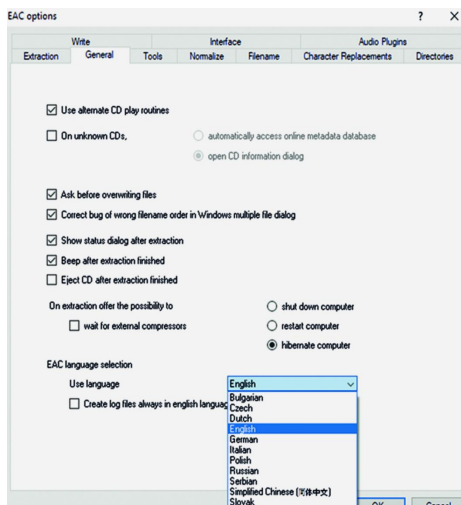 EAC options ? X
Write Interface Audio Plugins
Extraction General Tools Normalize Filename Character Replacements Directories
Use alternate CD play routines
On unknown CDs, automatically access online metadata database
open CD information dialog
Ask before overwriting files
Correct bug of wrong filename order in Windows multiple file dialog
Show status dialog after extraction
Beep after extraction finished
Eject CD after extraction finished
On extraction offer the possibility to shut down computer
wait for external compressors restart computer
hibernate computer
EAC language selection
Use language English
Create log files always in english
Bulgarian
Czech
Dutch
English
German
Italian
Polish
Russian
Serbian
Simplified Chinese (简体中文)
Slovak
OK Cancel